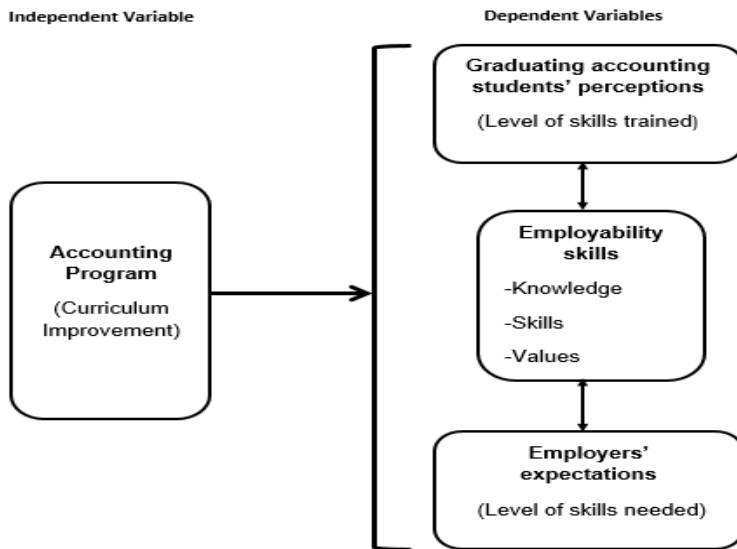 Independent Variable
Dependent Variables
Accounting
Program
(Curriculum
Improvement)
Graduating accounting
students’ perceptions
(Level of skills trained)
Employability
skills
-Knowledge
-Skills
-Values
Employers’
expectations
(Level of skills needed)